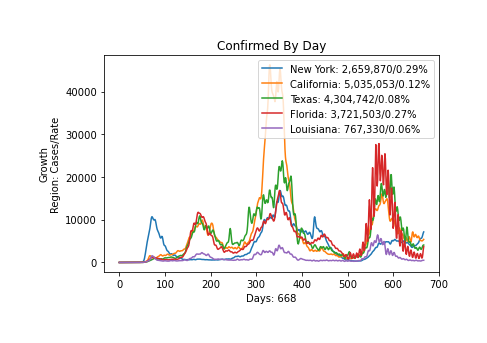 Confirmed By Day
New York: 2,659,870/0.29%
California: 5,035,053/0.12%
Texas: 4,304,742/0.08%
Florida: 3,721,503/0.27%
Louisiana: 767,330/0.06%
Growth
Region: Cases/Rate
40000
30000
20000
10000
0
0 100 200 300 400 500 600 700
Days: 668